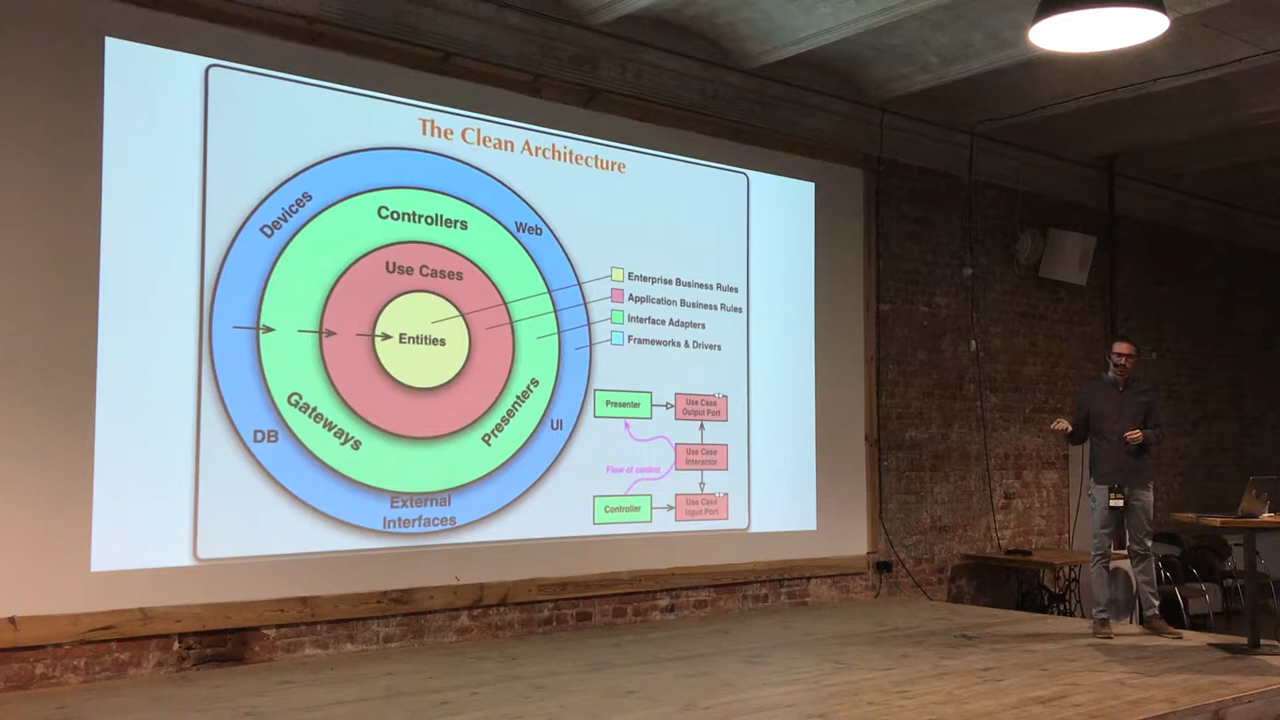 The Clean Architecture
Devices
Controllers
Web
Use Cases
Entities
Gateways
Presenters
DB
UI
External
Interfaces
Enterprise Business Rules
Application Business Rules
Interface Adapters
Frameworks & Drivers
Presenter
Use Case
Output Port
Use Case
Interactor
Flow of control
Controller
Use Case
Input Port